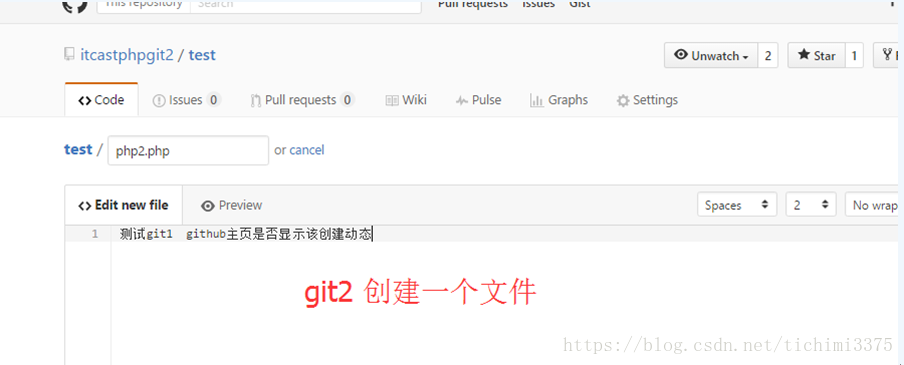 This repository Search Pull requests Issues Gist
itcastphpgit2 / test Unwatch 2 Star 1
Code Issues 0 Pull requests 0 Wiki Pulse Graphs Settings
test / php2.php or cancel
Edit new file Preview Spaces 2 No wrap
1 测试git1 github主页是否显示该创建动态
git2 创建一个文件
https://blog.csdn.net/tichimi3375